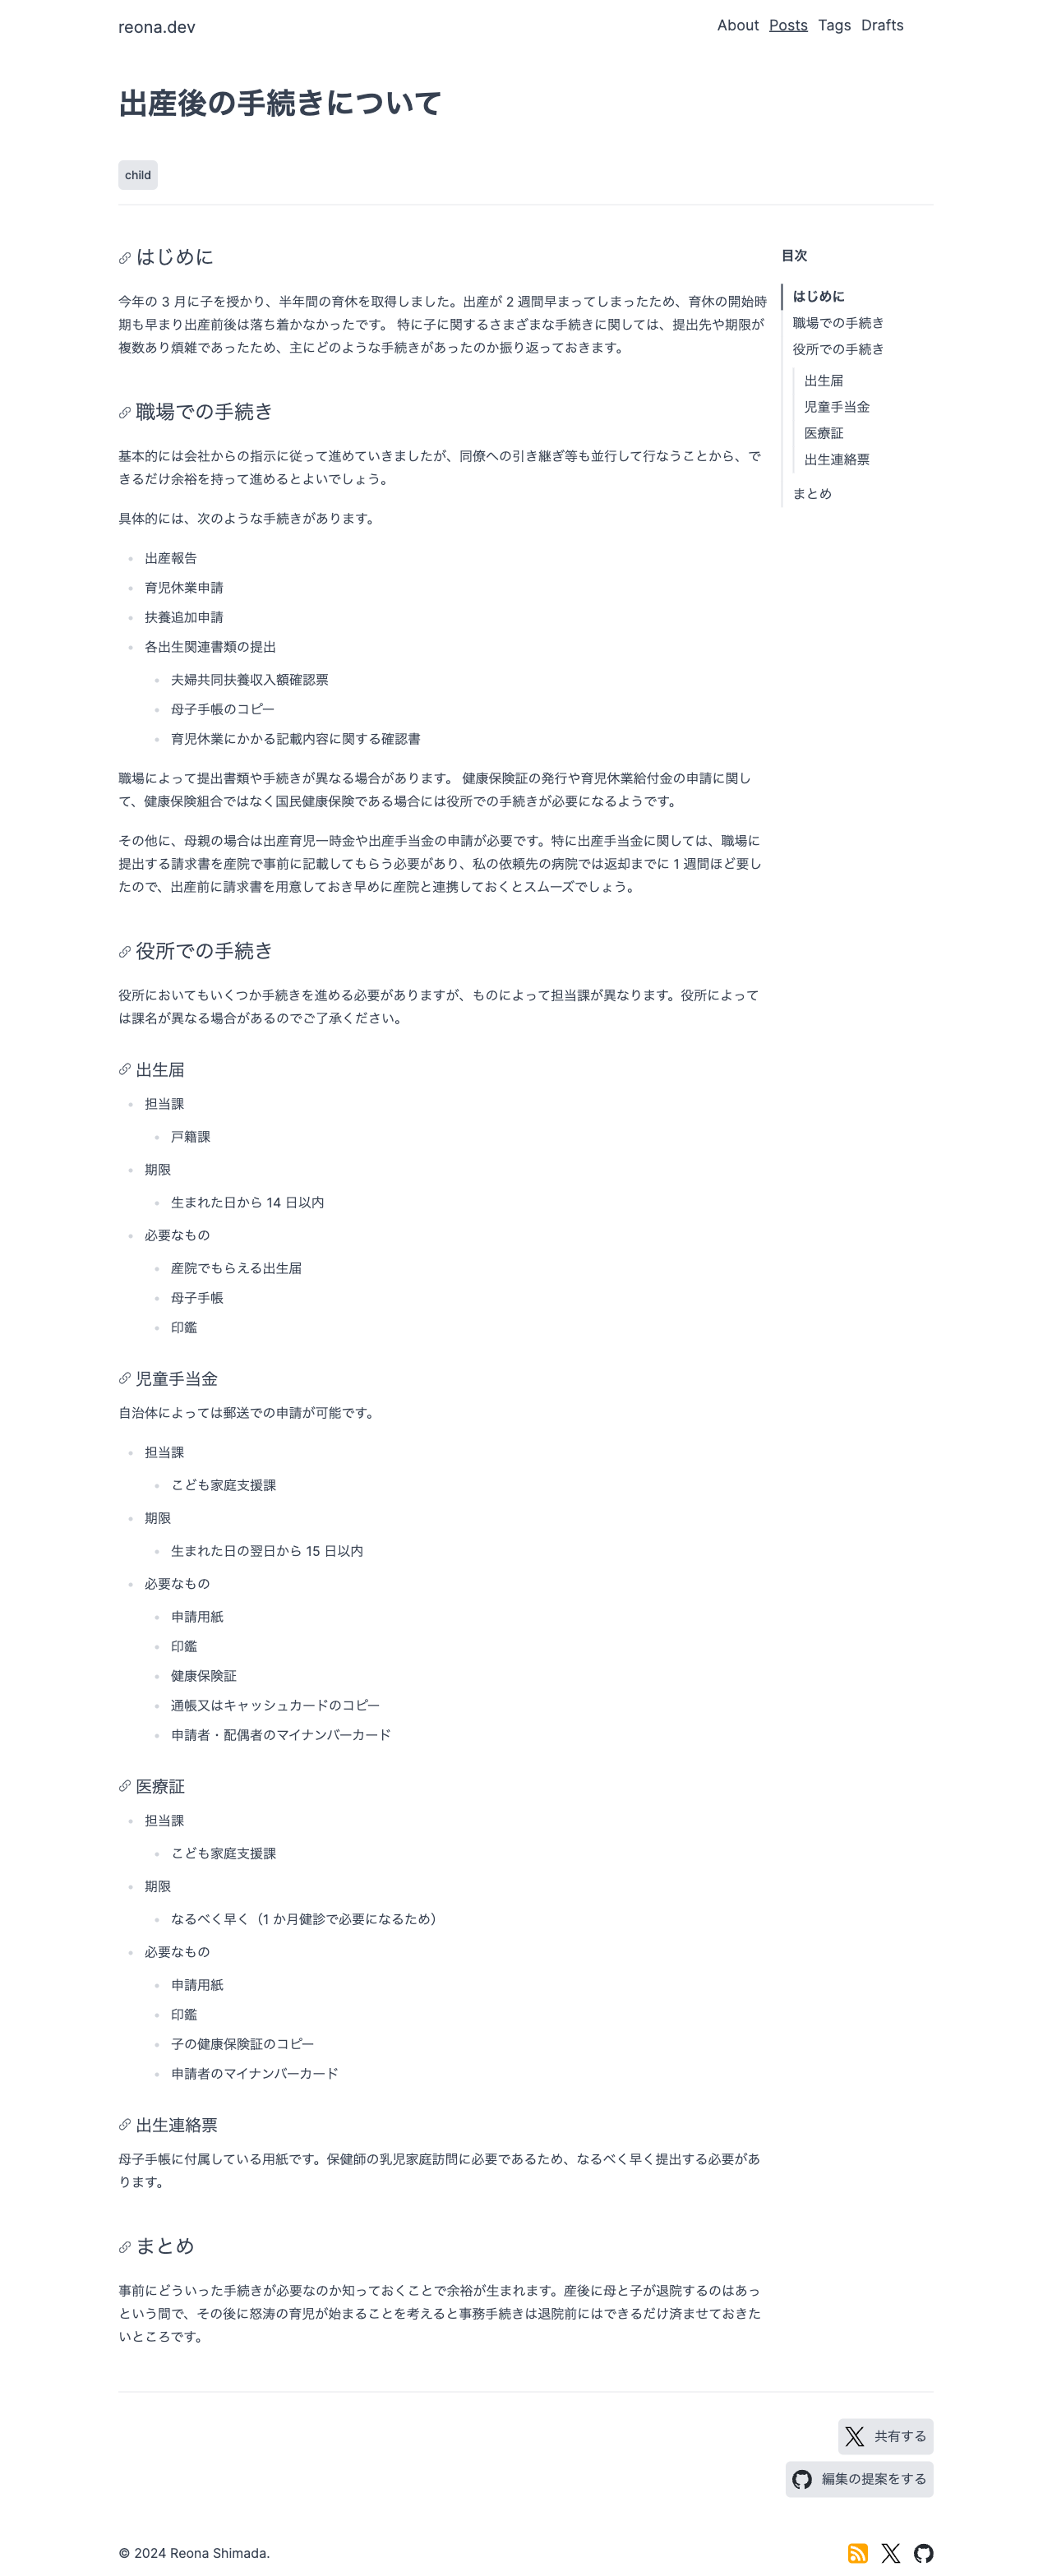 reona.dev
About Posts Tags Drafts
出産後の手続きについて
child
はじめに
今年の 3 月に子を授かり、半年間の育休を取得しました。出産が 2 週間早まってしまったため、育休の開始時
期も早まり出産前後は落ち着かなかったです。 特に子に関するさまざまな手続きに関しては、提出先や期限が
複数あり煩雑であったため、主にどのような手続きがあったのか振り返っておきます。
職場での手続き
基本的には会社からの指示に従って進めていきましたが、同僚への引き継ぎ等も並行して行なうことから、で
きるだけ余裕を持って進めるとよいでしょう。
具体的には、次のような手続きがあります。
出産報告
育児休業申請
扶養追加申請
各出生関連書類の提出
夫婦共同扶養収入額確認票
母子手帳のコピー
育児休業にかかる記載内容に関する確認書
職場によって提出書類や手続きが異なる場合があります。 健康保険証の発行や育児休業給付金の申請に関し
て、健康保険組合ではなく国民健康保険である場合には役所での手続きが必要になるようです。
その他に、母親の場合は出産育児一時金や出産手当金の申請が必要です。特に出産手当金に関しては、職場に
提出する請求書を産院で事前に記載してもらう必要があり、私の依頼先の病院では返却までに 1 週間ほど要し
たので、出産前に請求書を用意しておき早めに産院と連携しておくとスムーズでしょう。
役所での手続き
役所においてもいくつか手続きを進める必要がありますが、ものによって担当課が異なります。役所によって
は課名が異なる場合があるのでご了承ください。
出生届
担当課
戸籍課
期限
生まれた日から 14 日以内
必要なもの
産院でもらえる出生届
母子手帳
印鑑
児童手当金
自治体によっては郵送での申請が可能です。
担当課
こども家庭支援課
期限
生まれた日の翌日から 15 日以内
必要なもの
申請用紙
印鑑
健康保険証
通帳又はキャッシュカードのコピー
申請者・配偶者のマイナンバーカード
医療証
担当課
こども家庭支援課
期限
なるべく早く（1 か月健診で必要になるため）
必要なもの
申請用紙
印鑑
子の健康保険証のコピー
申請者のマイナンバーカード
出生連絡票
母子手帳に付属している用紙です。保健師の乳児家庭訪問に必要であるため、なるべく早く提出する必要があ
ります。
まとめ
事前にどういった手続きが必要なのか知っておくことで余裕が生まれます。産後に母と子が退院するのはあっ
という間で、その後に怒涛の育児が始まることを考えると事務手続きは退院前にはできるだけ済ませておきた
いところです。
目次
はじめに
職場での手続き
役所での手続き
出生届
児童手当金
医療証
出生連絡票
まとめ
共有する
編集の提案をする
© 2024 Reona Shimada.